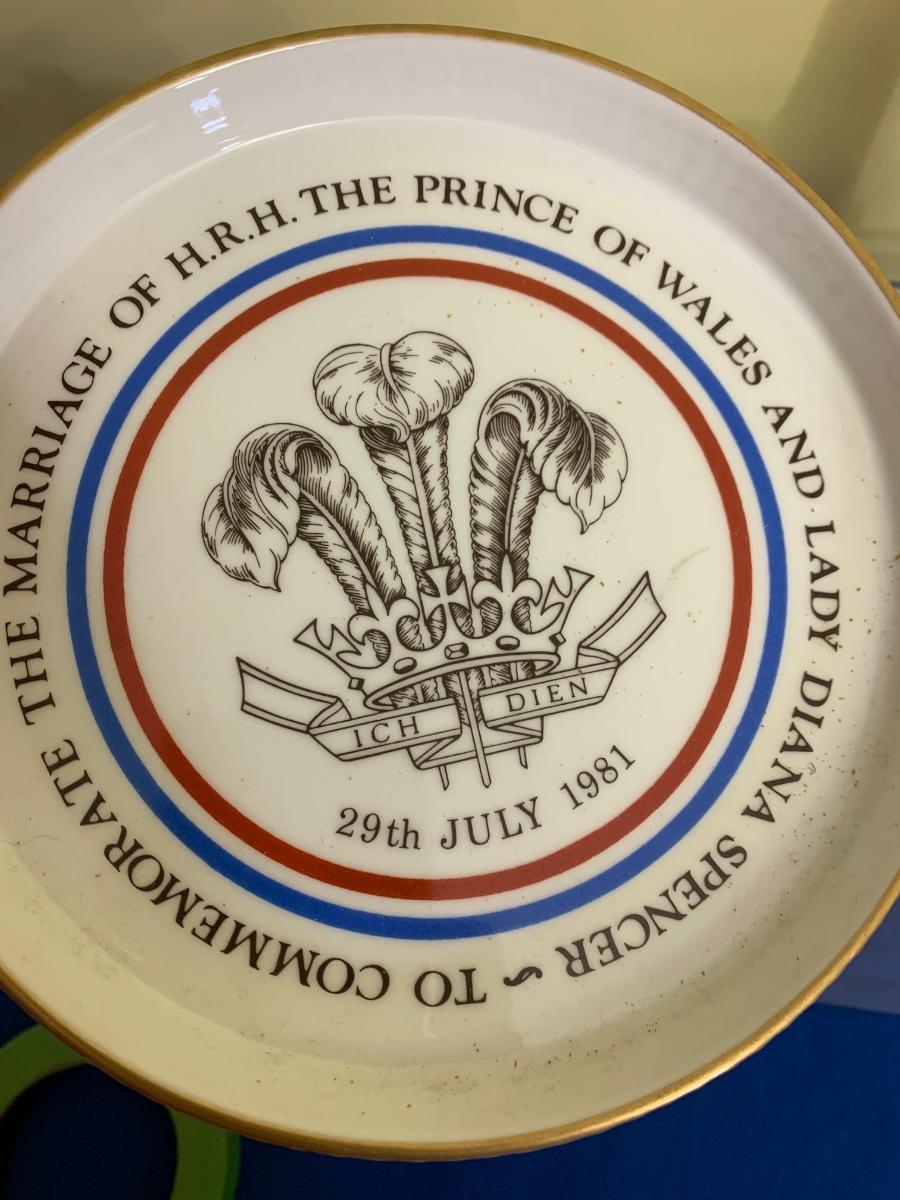 TO COMMEMORATE THE MARRIAGE OF H.R.H. THE PRINCE OF WALES AND LADY DIANA SPENCER ~
ICH DIEN
29th JULY 1981